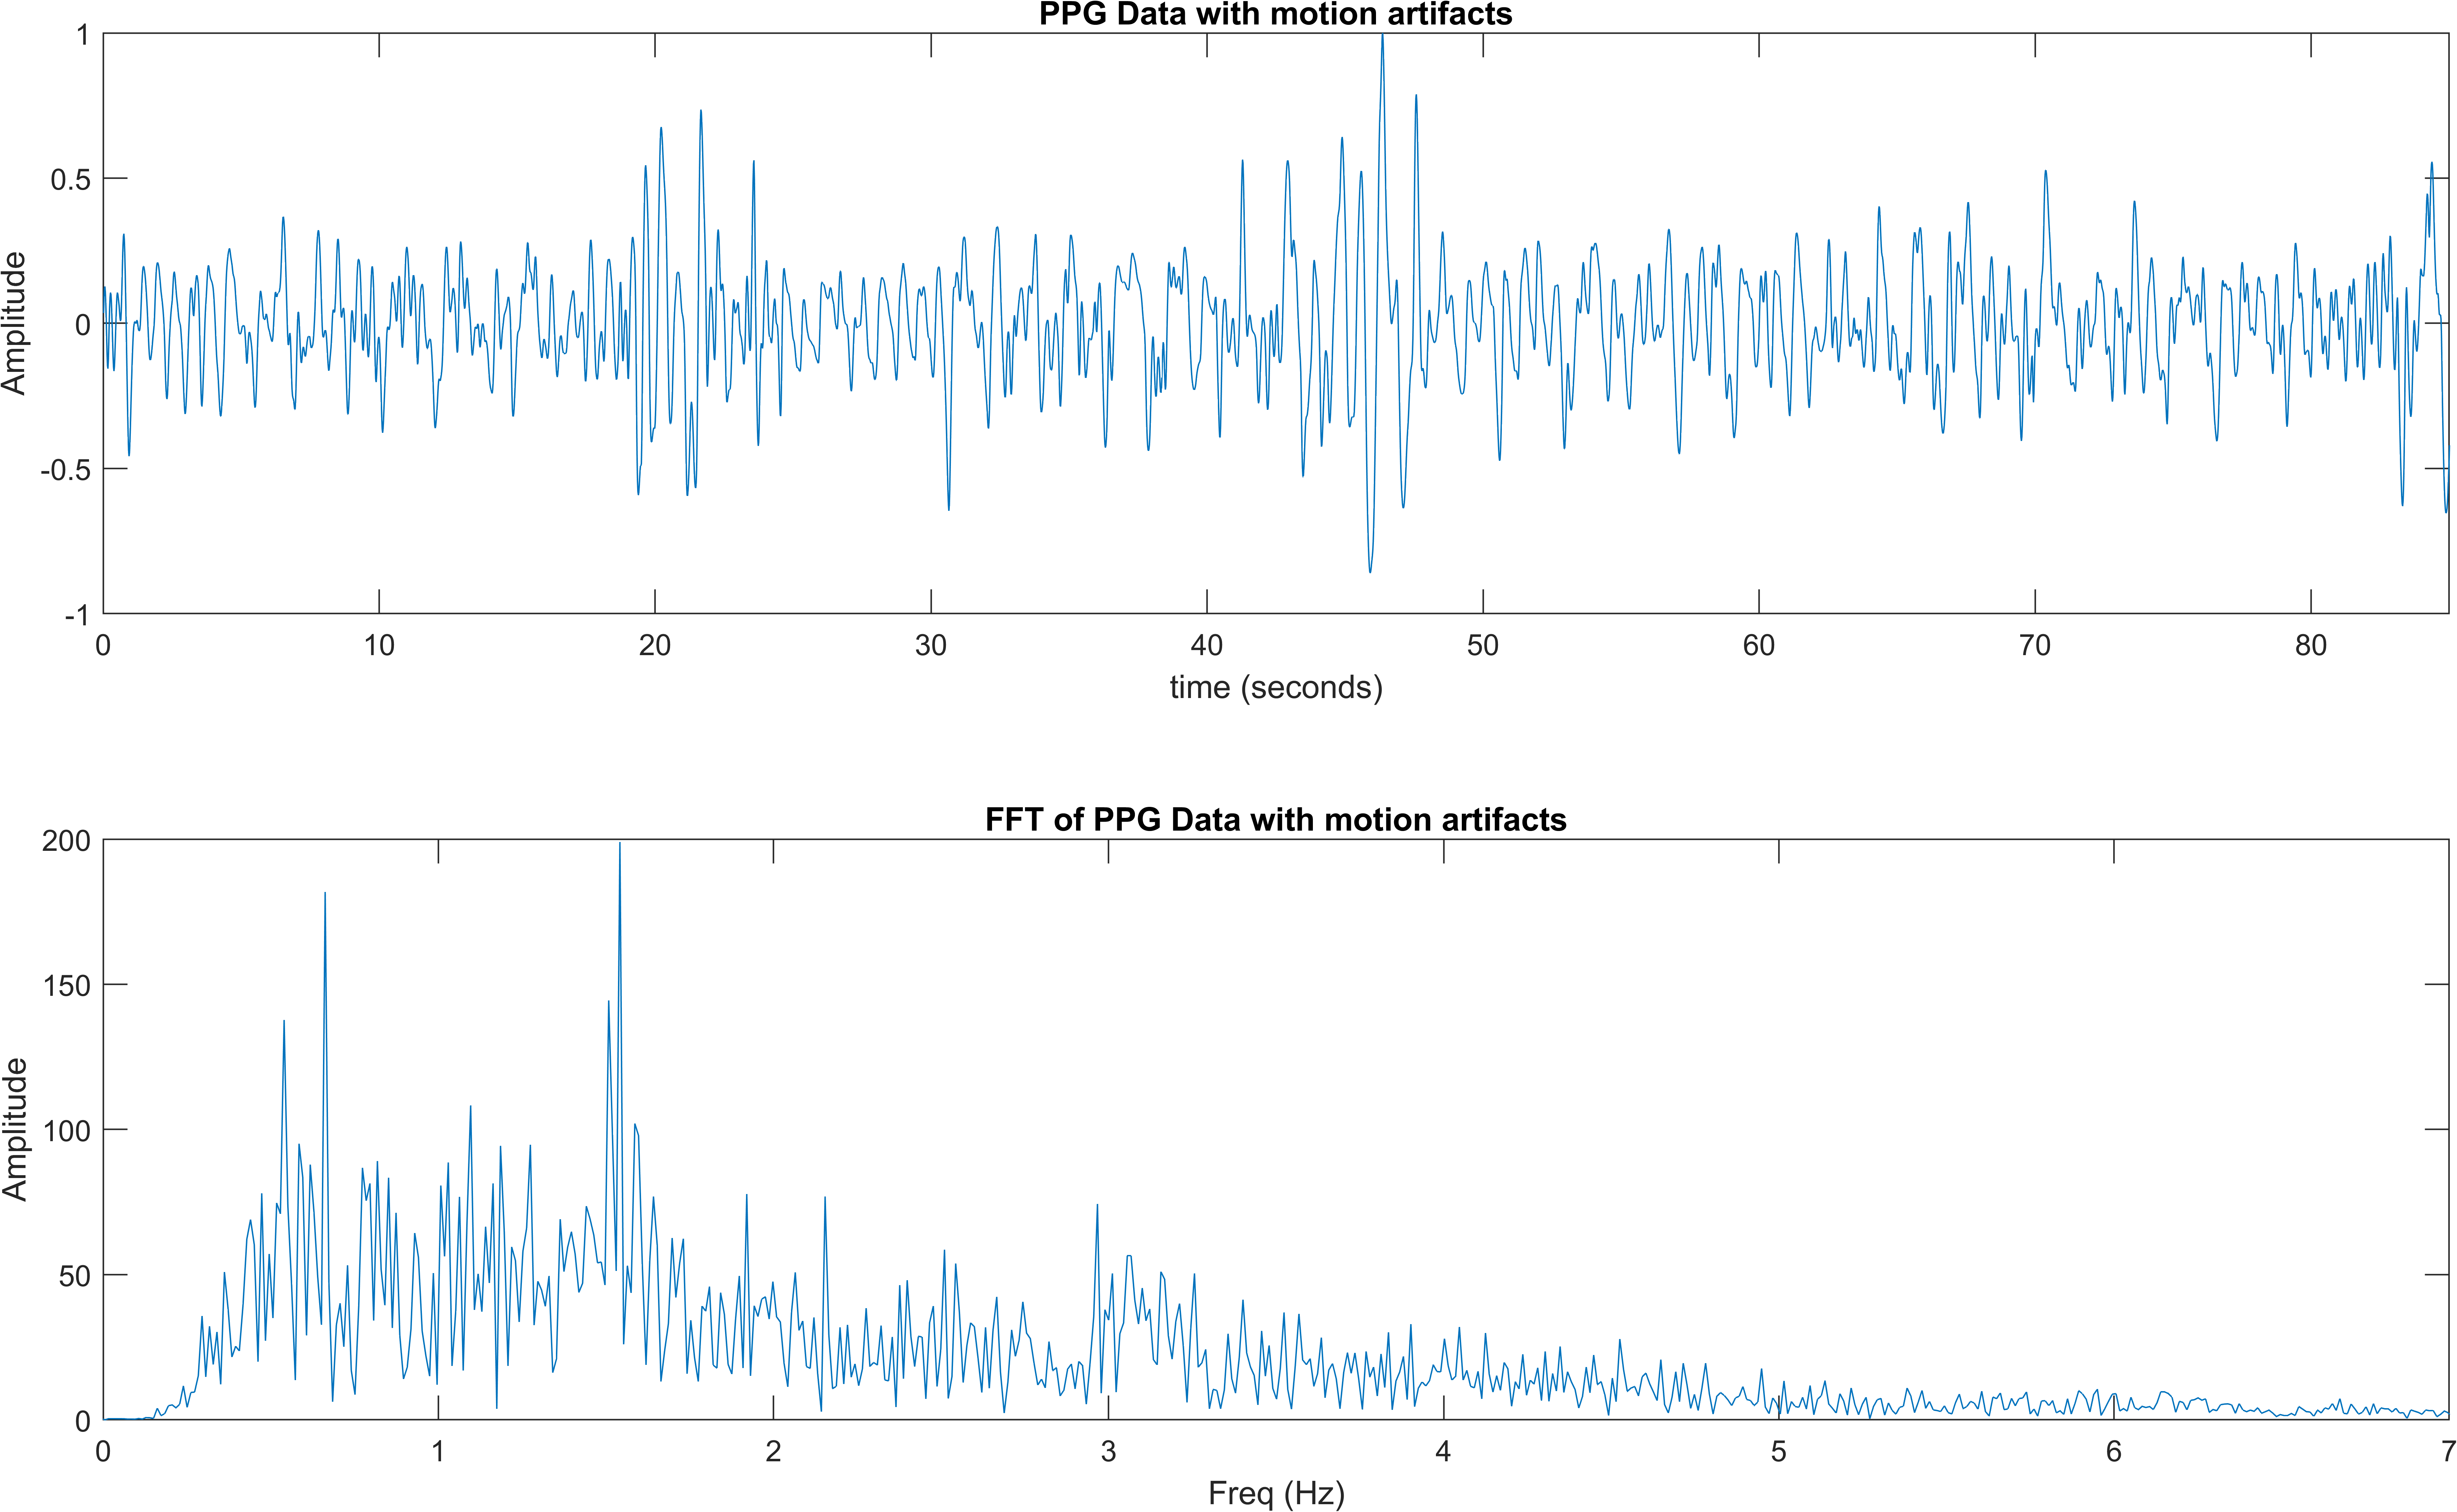 PPG Data with motion artifacts
1
0.5
0
-0.5
-1
Amplitude
0 10 20 30 40 50 60 70 80
time (seconds)
FFT of PPG Data with motion artifacts
200
150
100
50
0
Amplitude
0 1 2 3 4 5 6 7
Freq (Hz)